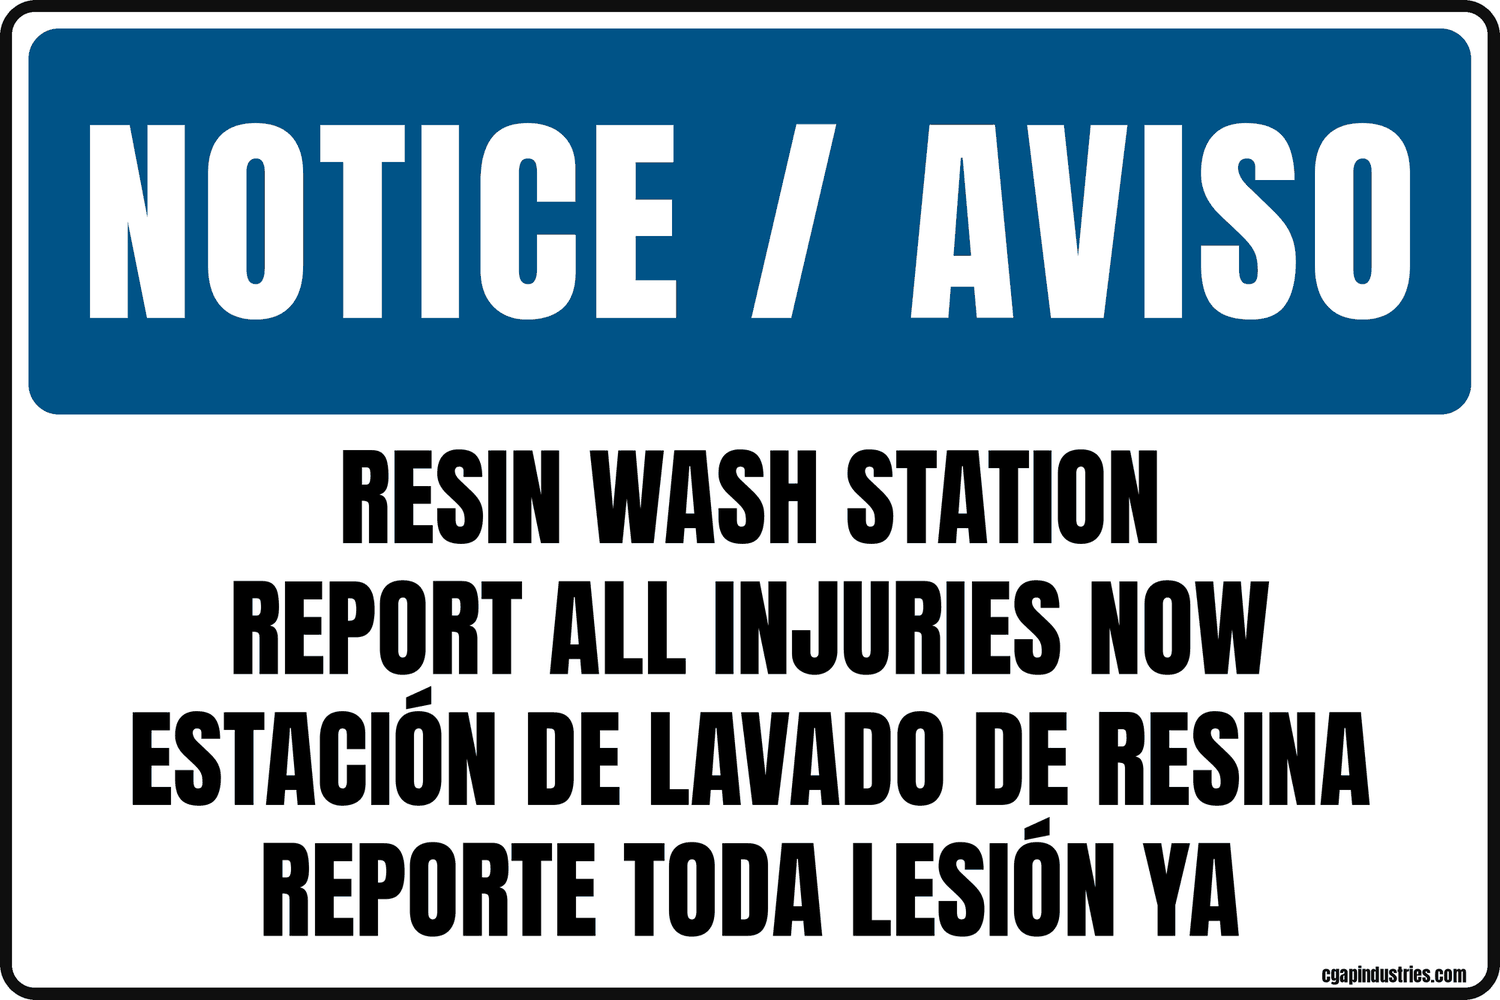 NOTICE / AVISO
RESIN WASH STATION
REPORT ALL INJURIES NOW
ESTACIÓN DE LAVADO DE RESINA
REPORTE TODA LESIÓN YA
cgapindustries.com